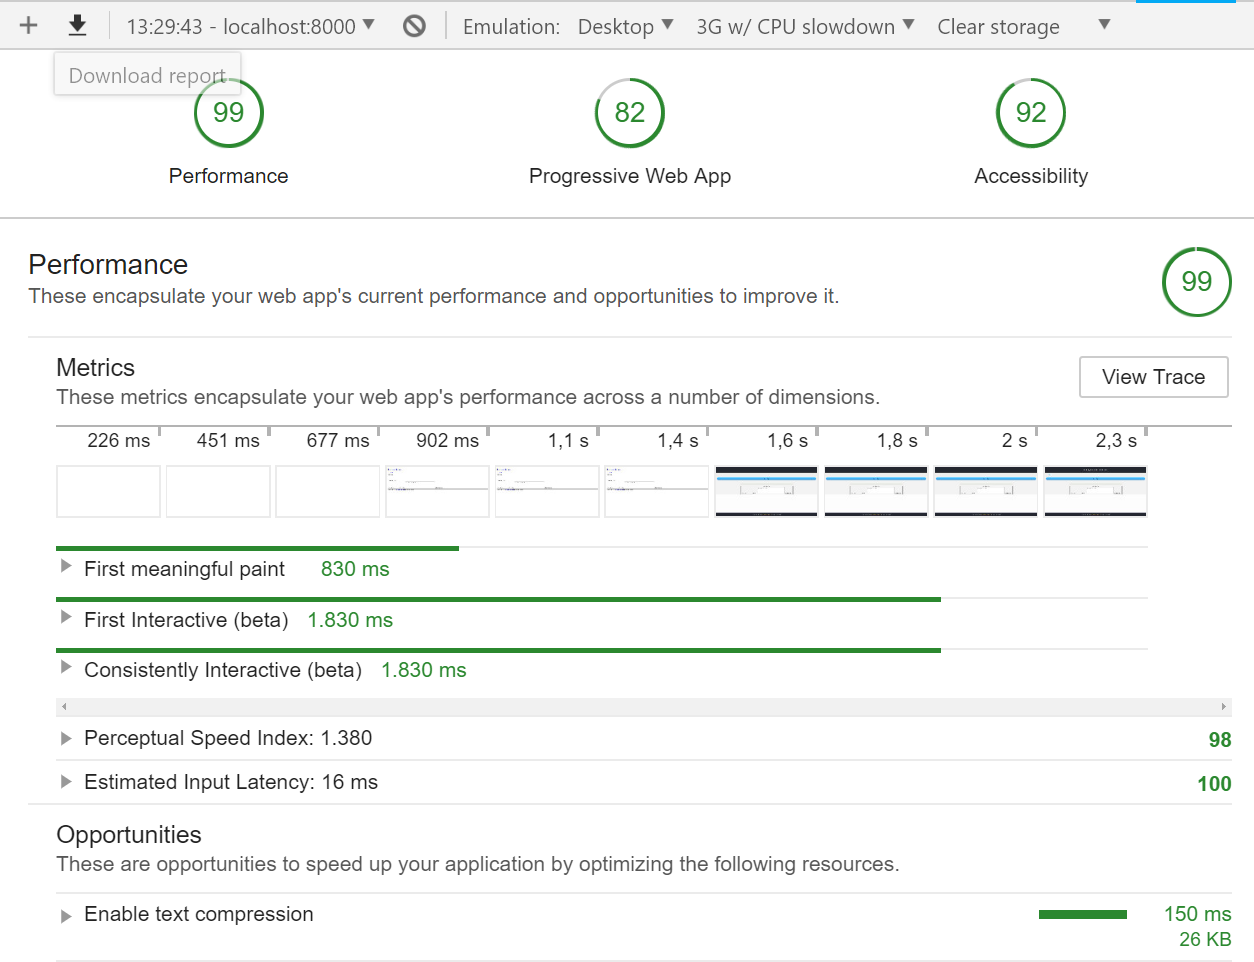 13:29:43 - localhost:8000 Emulation: Desktop 3G w/ CPU slowdown Clear storage
Download report
99 82 92
Performance Progressive Web App Accessibility
Performance
These encapsulate your web app's current performance and opportunities to improve it.
99
Metrics
These metrics encapsulate your web app's performance across a number of dimensions.
View Trace
226 ms 451 ms 677 ms 902 ms 1,1 s 1,4 s 1,6 s 1,8 s 2 s 2,3 s
First meaningful paint 830 ms
First Interactive (beta) 1.830 ms
Consistently Interactive (beta) 1.830 ms
Perceptual Speed Index: 1.380 98
Estimated Input Latency: 16 ms 100
Opportunities
These are opportunities to speed up your application by optimizing the following resources.
Enable text compression 150 ms
26 KB